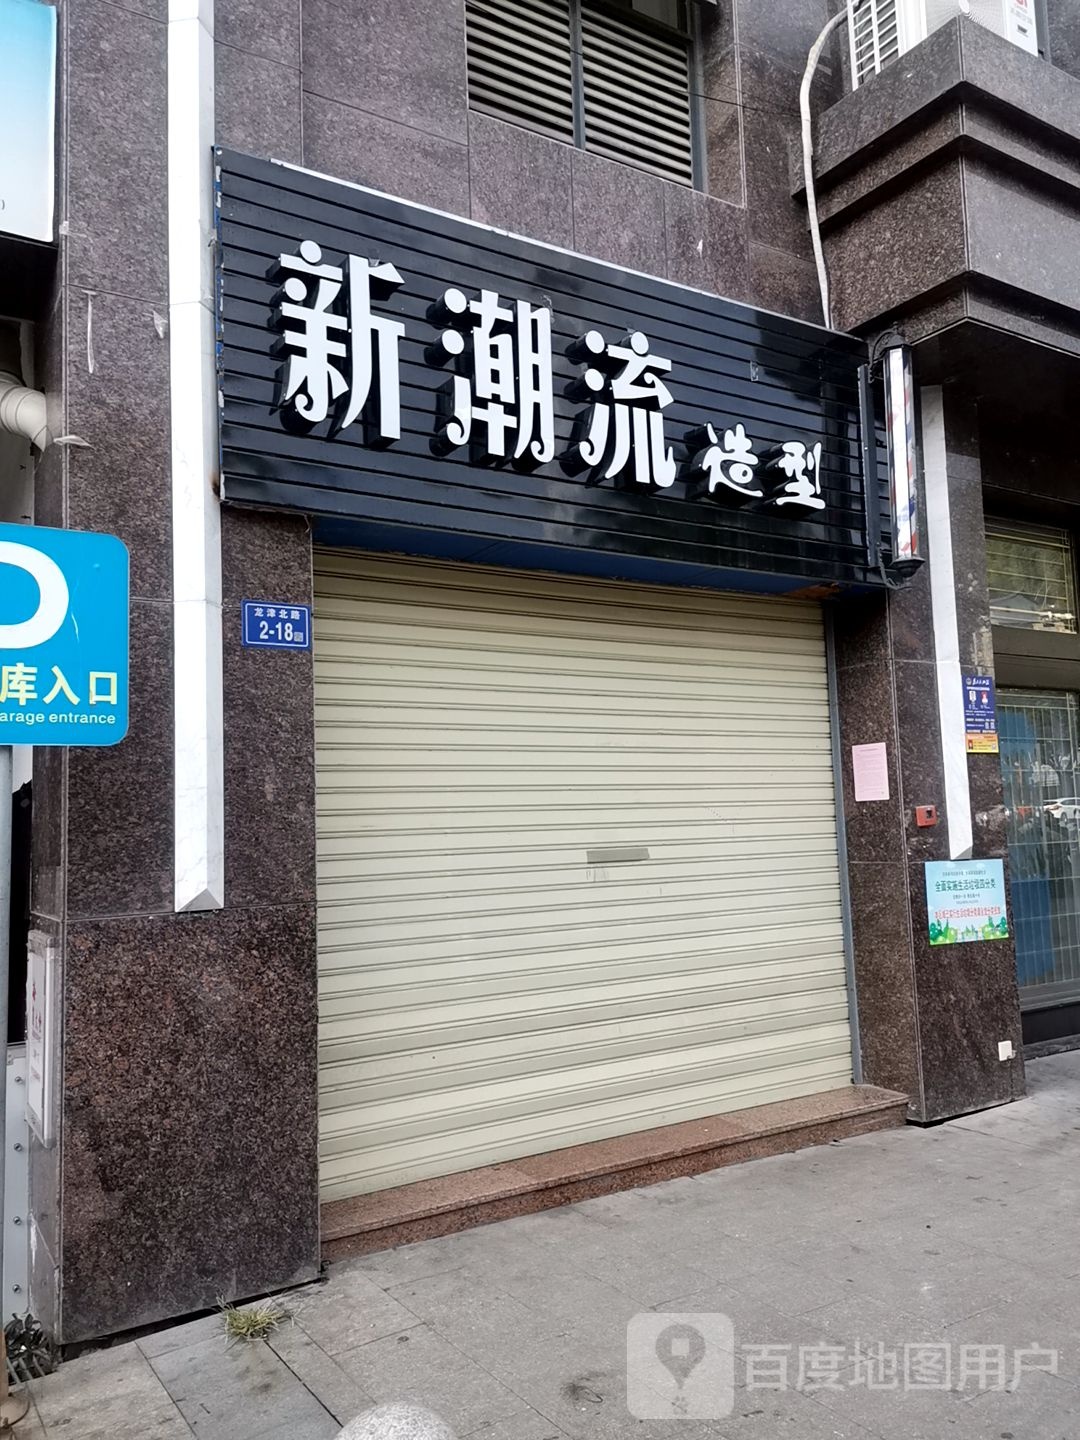 新潮流造型
龙津北路
2-18
库入口
arage entrance
全面实施生活垃圾四分类
百度地图用户